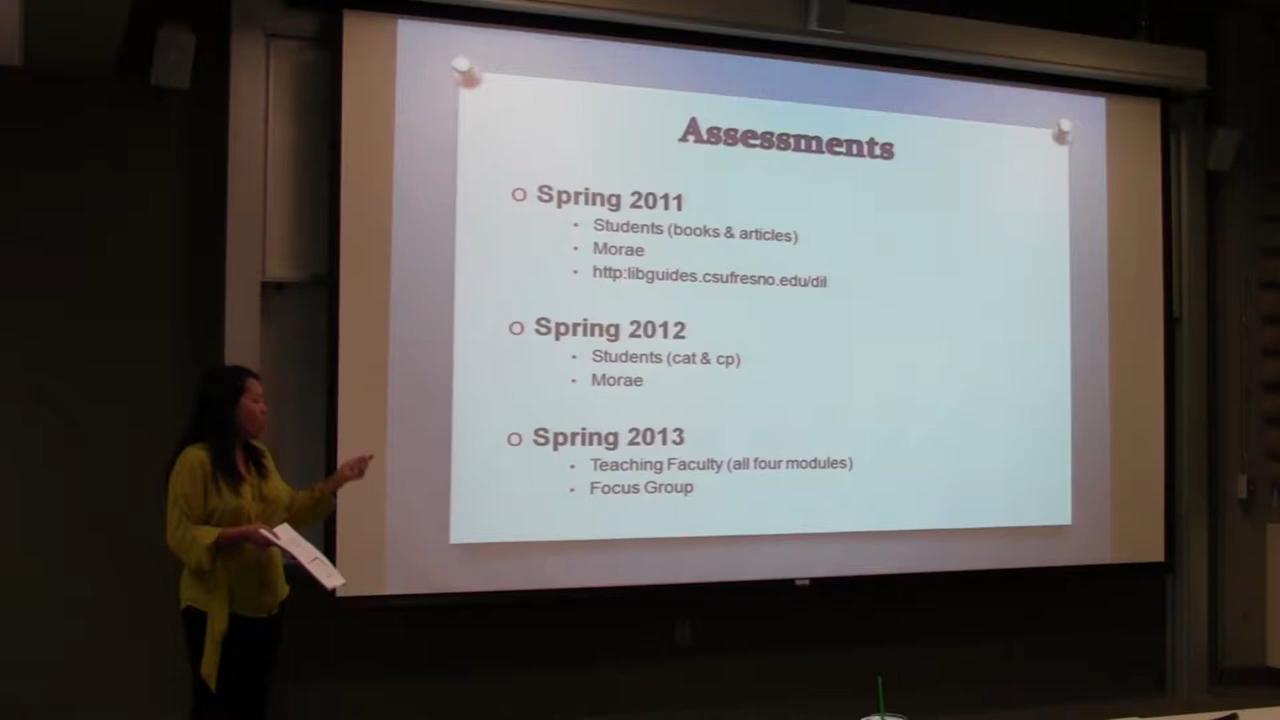 Assessments
Spring 2011
Students (books & articles)
Morae
http:libguides.csufresno.edu/dil
Spring 2012
Students (cat & cp)
Morae
Spring 2013
Teaching Faculty (all four modules)
Focus Group